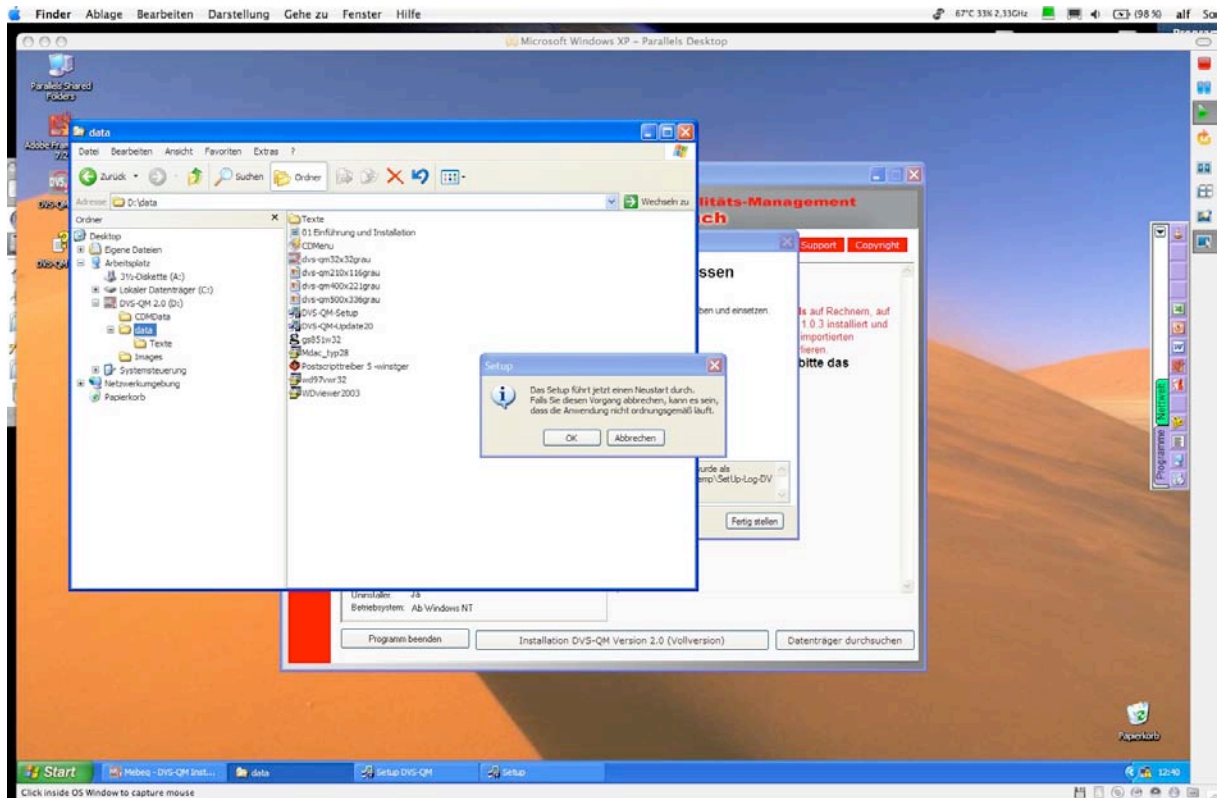 Finder Ablage Bearbeiten Darstellung Gehe zu Fenster Hilfe
67°C 33% 2,33GHz (98 %) alf
Microsoft Windows XP – Parallels Desktop
Parallels Shared Folders
data
Datei Bearbeiten Ansicht Favoriten Extras ?
Zurück Suchen Ordner
Adresse D:\data Wechseln zu
Ordner
Desktop
Eigene Dateien
Arbeitsplatz
3½-Diskette (A:)
Lokaler Datenträger (C:)
DVS-QM 2.0 (D:)
CDMData
data
Texte
Images
Systemsteuerung
Netzwerkumgebung
Papierkorb
Texte
01 Einführung und Installation
CDMenu
dvs-qm32x32grau
dvs-qm210x116grau
dvs-qm400x221grau
dvs-qm500x336grau
DVS-QM-Setup
DVS-QM-Update20
gs851w32
Mdac_typ28
Postscripttreiber 5 -winstger
wd97vwr32
WDviewer2003
litäts-Management
ch
Support Copyright
ssen
ben und einsetzen.
ls auf Rechnern, auf
1.0.3 installiert und
importierten
lieren.
bitte das
Setup
Das Setup führt jetzt einen Neustart durch.
Falls Sie diesen Vorgang abbrechen, kann es sein,
dass die Anwendung nicht ordnungsgemäß läuft.
OK Abbrechen
wurde als
emp\SetUp-Log-DV
Fertig stellen
Uninstaller: Ja
Betriebsystem: Ab Windows NT
Programm beenden Installation DVS-QM Version 2.0 (Vollversion) Datenträger durchsuchen
Programme Netzwelt
Papierkorb
Start Mebeq - DVS-QM Inst... data Setup DVS-QM Setup 12:40
Click inside OS Window to capture mouse